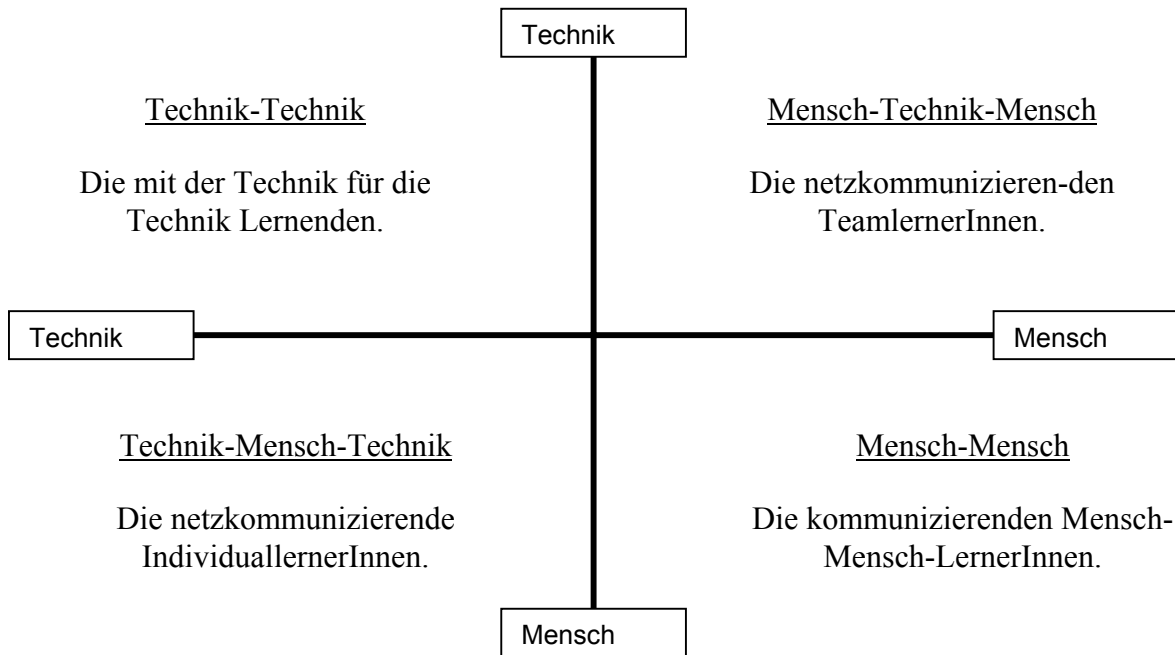 Technik
Technik-Technik
Die mit der Technik für die
Technik Lernenden.
Mensch-Technik-Mensch
Die netzkommunizieren-den
TeamlernerInnen.
Technik
Mensch
Technik-Mensch-Technik
Die netzkommunizierende
IndividuallernerInnen.
Mensch-Mensch
Die kommunizierenden Mensch-
Mensch-LernerInnen.
Mensch